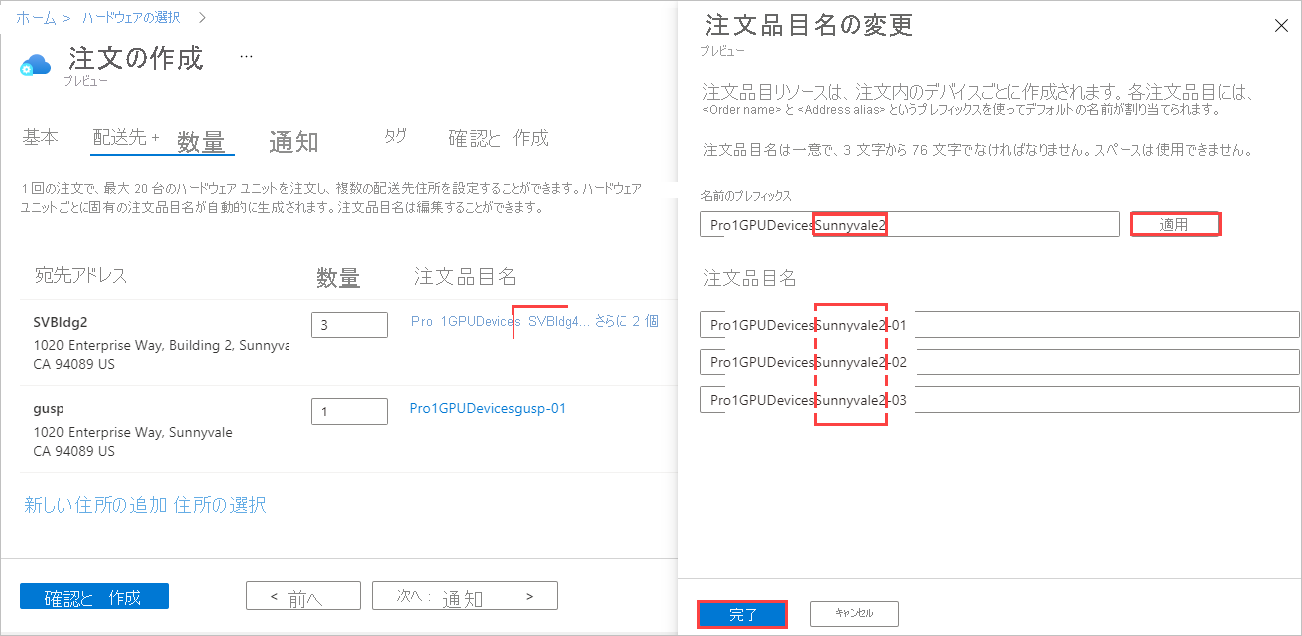 ホーム > ハードウェアの選択 >
注文の作成 ...
プレビュー
基本 配送先 + 数量 通知 タグ 確認と 作成
1 回の注文で、最大 20 台のハードウェア ユニットを注文し、複数の配送先住所を設定することができます。ハードウェア
ユニットごとに固有の注文品目名が自動的に生成されます。注文品目名は編集することができます。
宛先アドレス 数量 注文品目名
SVBldg2 3 Pro 1GPUDevices SVBldg4... さらに 2 個
1020 Enterprise Way, Building 2, Sunnyva
CA 94089 US
gusp 1 Pro1GPUDevicesgusp-01
1020 Enterprise Way, Sunnyvale
CA 94089 US
新しい住所の追加 住所の選択
確認と 作成 < 前へ 次へ : 通知 >
注文品目名の変更
プレビュー
注文品目リソースは、注文内のデバイスごとに作成されます。各注文品目には、
<Order name> と <Address alias> というプレフィックスを使ってデフォルトの名前が割り当てられます。
注文品目名は一意で、3 文字から 76 文字でなければなりません。スペースは使用できません。
名前のプレフィックス
Pro1GPUDevicesSunnyvale2 適用
注文品目名
Pro1GPUDevicesSunnyvale2-01
Pro1GPUDevicesSunnyvale2-02
Pro1GPUDevicesSunnyvale2-03
完了 キャンセル